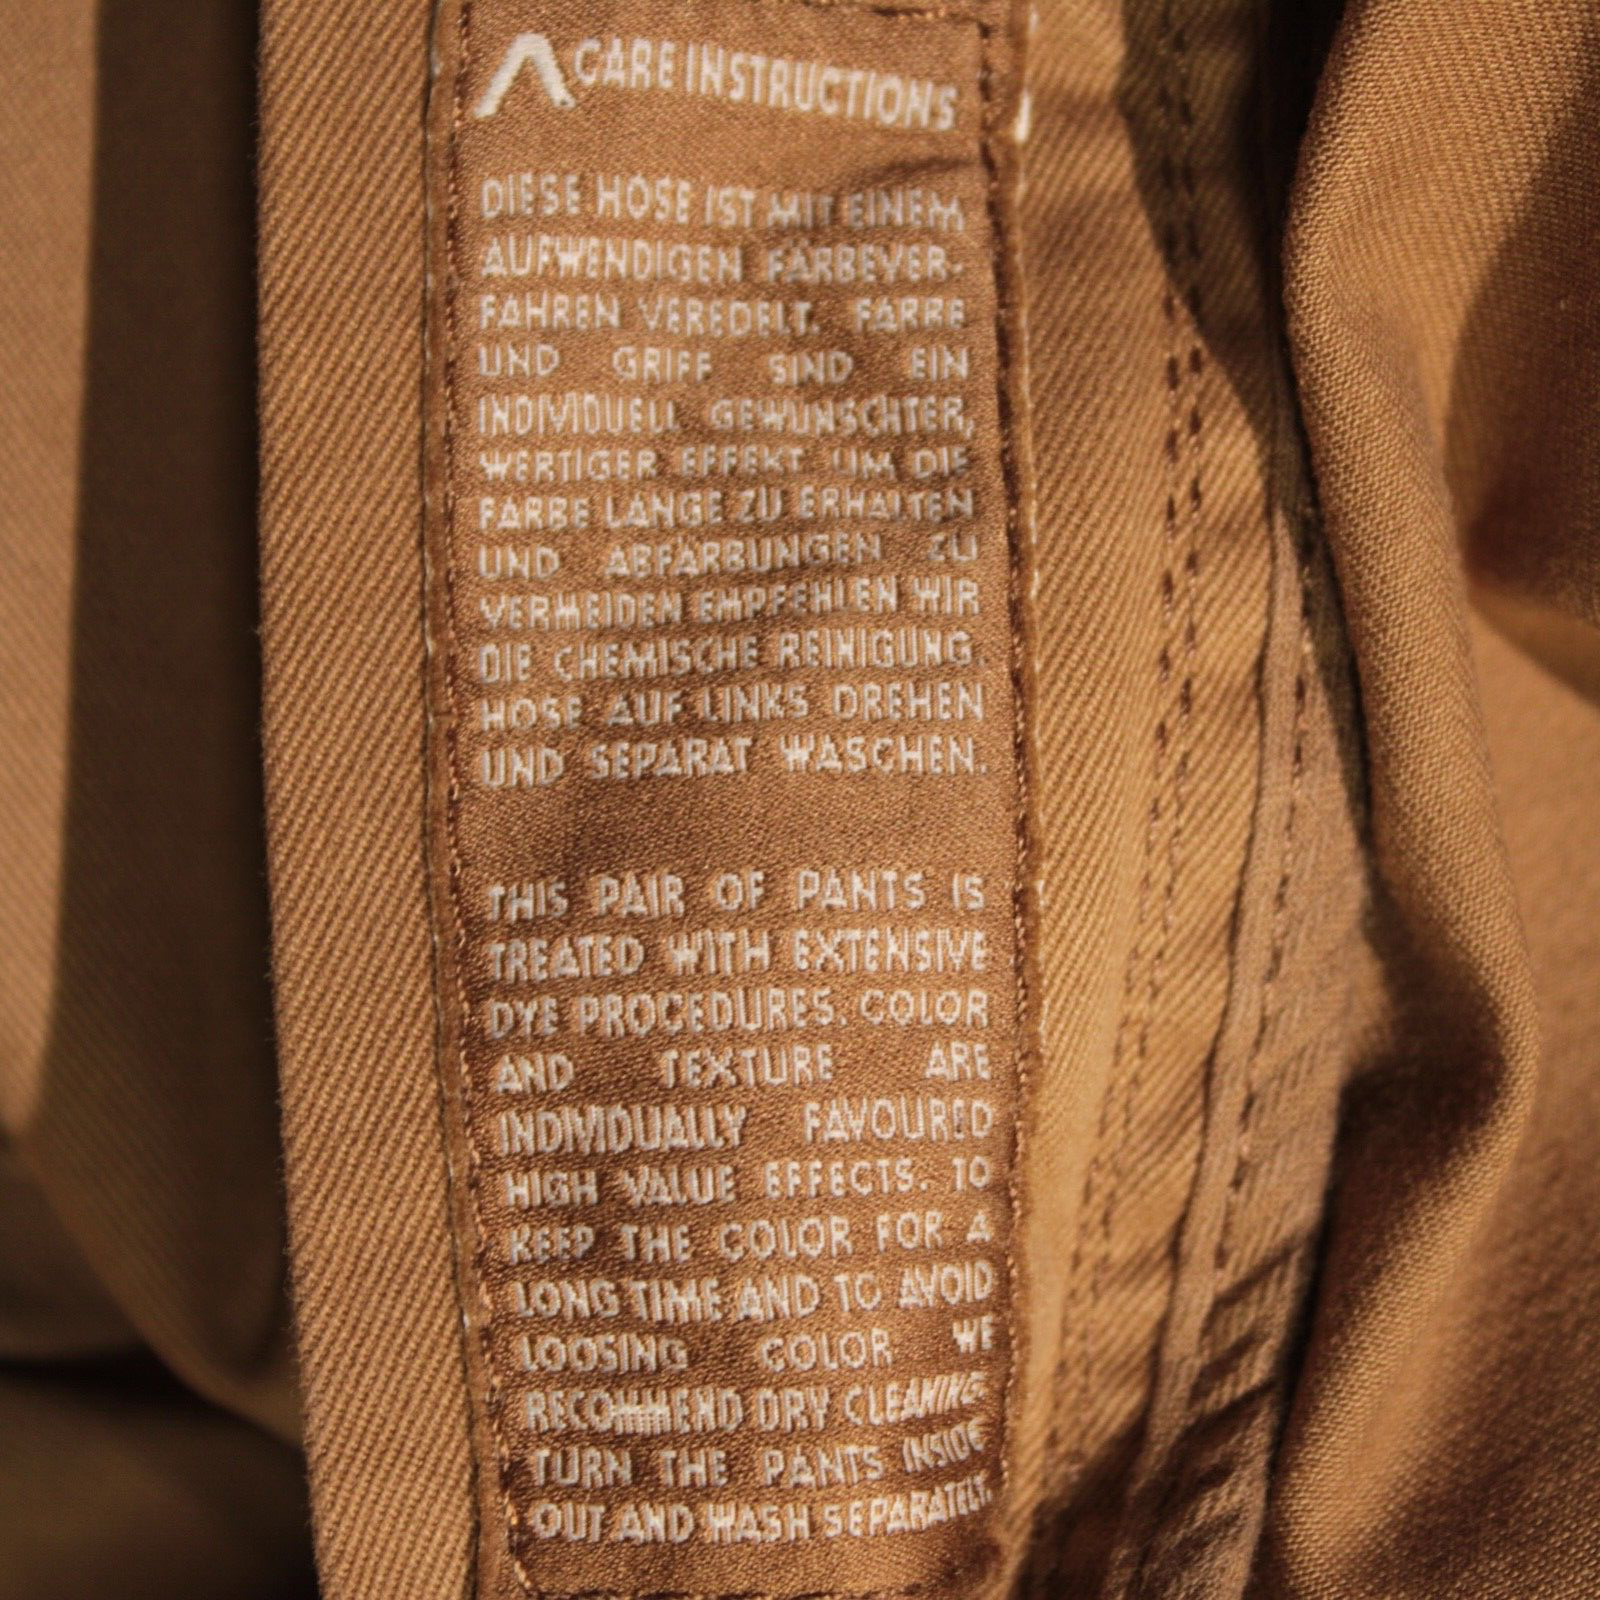 CARE INSTRUCTIONS
DIESE HOSE IST MIT EINEM
AUFWENDIGEN FÄRBEVER-
FAHREN VEREDELT. FARBE
UND GRIFF SIND EIN
INDIVIDUELL GEWÜNSCHTER,
WERTIGER EFFEKT UM DIE
FARBE LANGE ZU ERHALTEN
UND ABFÄRBUNGEN ZU
VERMEIDEN EMPFEHLEN WIR
DIE CHEMISCHE REINIGUNG.
HOSE AUF LINKS DREHEN
UND SEPARAT WASCHEN.
THIS PAIR OF PANTS IS
TREATED WITH EXTENSIVE
DYE PROCEDURES. COLOR
AND TEXTURE ARE
INDIVIDUALLY FAVOURED
HIGH VALUE EFFECTS. TO
KEEP THE COLOR FOR A
LONG TIME AND TO AVOID
LOOSING COLOR WE
RECOMMEND DRY CLEANING.
TURN THE PANTS INSIDE
OUT AND WASH SEPARATELY.